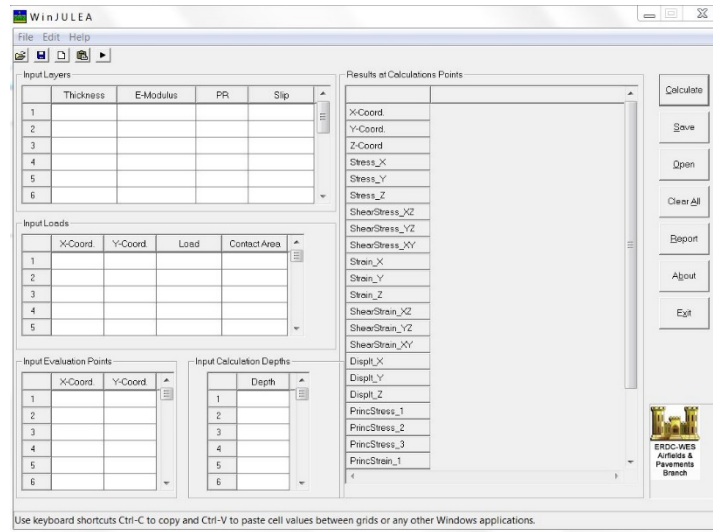 WinJULEA
File Edit Help
Input Layers
Thickness E-Modulus PR Slip
1
2
3
4
5
6
Input Loads
X-Coord. Y-Coord. Load Contact Area
1
2
3
4
5
Input Evaluation Points
X-Coord. Y-Coord.
1
2
3
4
5
6
Input Calculation Depths
Depth
1
2
3
4
5
6
Results at Calculations Points
X-Coord.
Y-Coord.
Z-Coord
Stress_X
Stress_Y
Stress_Z
ShearStress_XZ
ShearStress_YZ
ShearStress_XY
Strain_X
Strain_Y
Strain_Z
ShearStrain_XZ
ShearStrain_YZ
ShearStrain_XY
Displt_X
Displt_Y
Displt_Z
PrincStress_1
PrincStress_2
PrincStress_3
PrincStrain_1
Calculate
Save
Open
Clear All
Report
About
Exit
ERDC-WES
Airfields &
Pavements
Branch
Use keyboard shortcuts Ctrl-C to copy and Ctrl-V to paste cell values between grids or any other Windows applications.